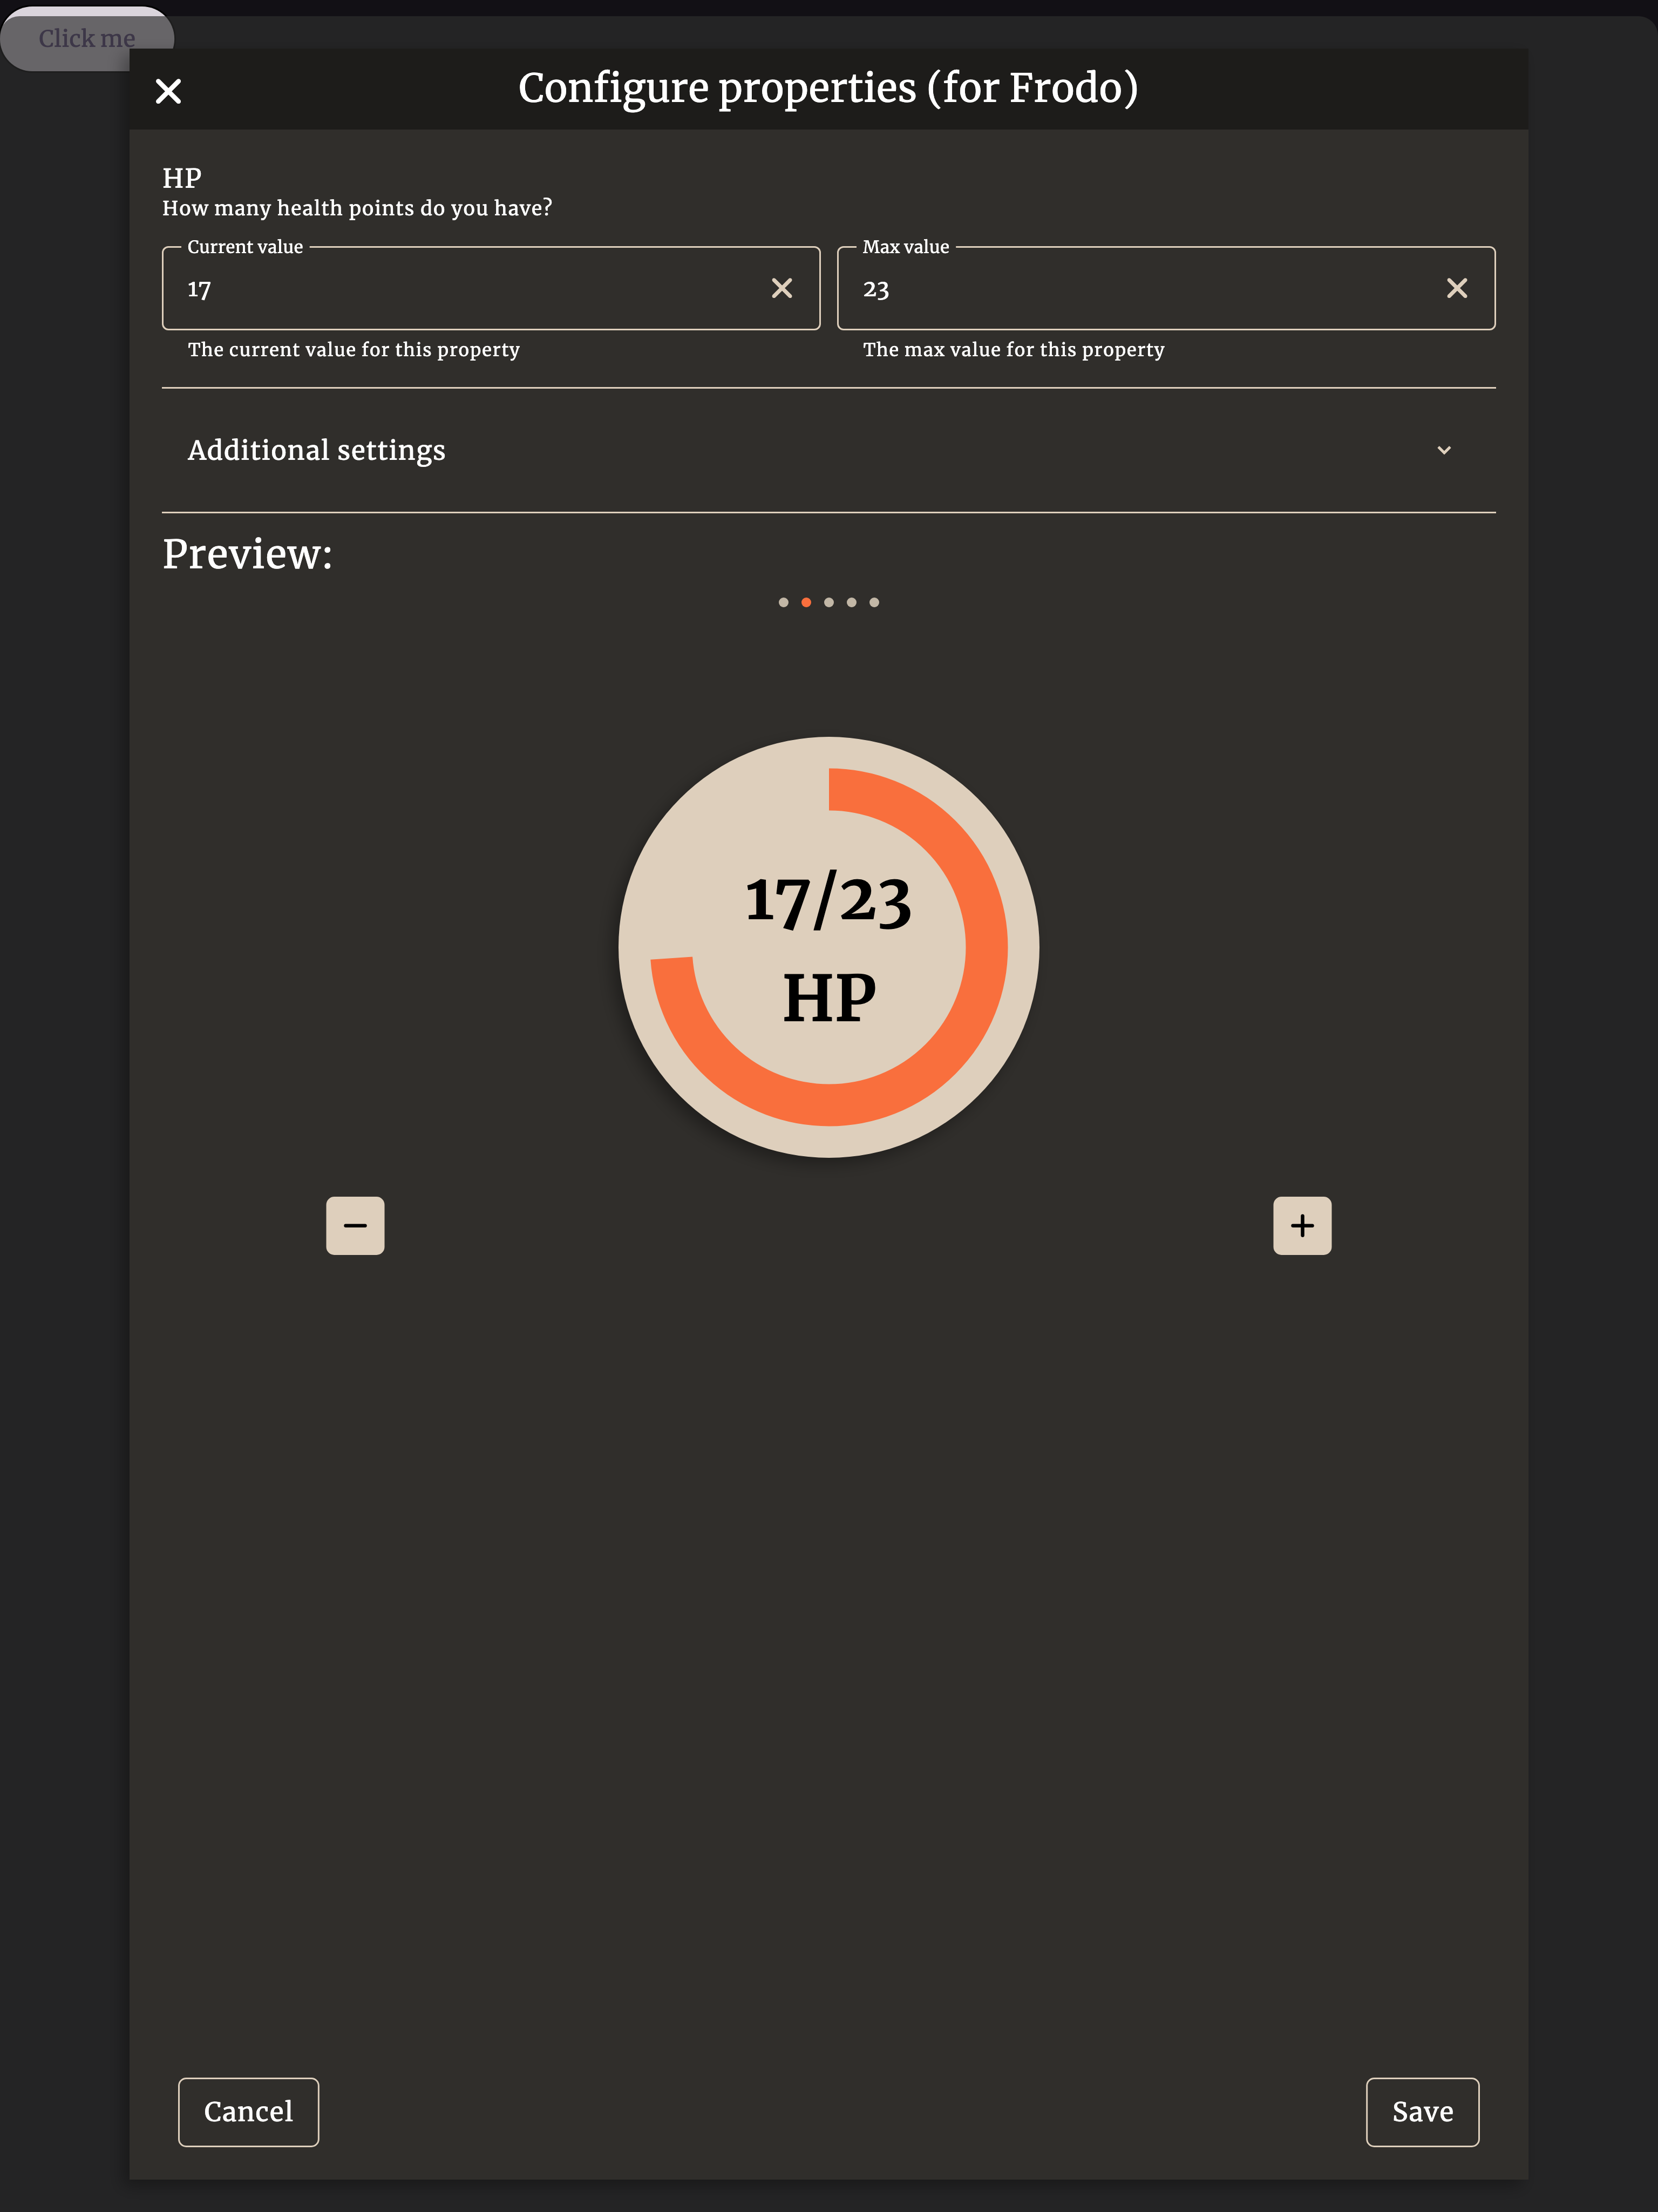 Click me
Configure properties (for Frodo)
HP
How many health points do you have?
Current value
Max value
17
23
The current value for this property
The max value for this property
Additional settings
Preview:
17/23
HP
Cancel
Save